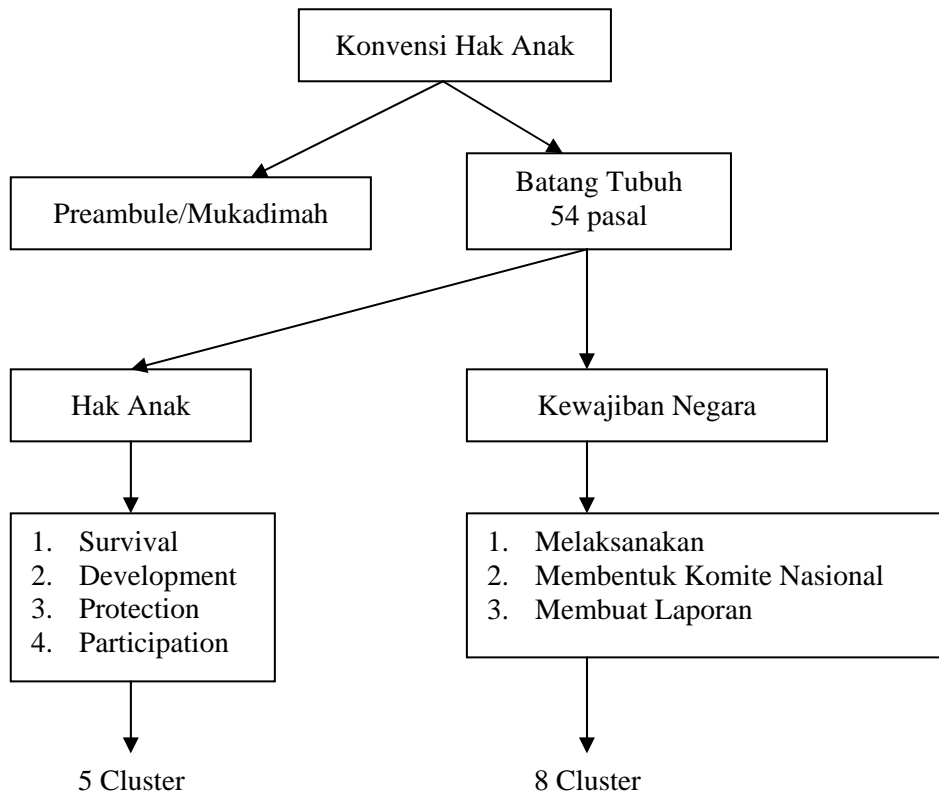 Konvensi Hak Anak
Preambule/Mukadimah
Batang Tubuh
54 pasal
Hak Anak
Kewajiban Negara
1. Survival
2. Development
3. Protection
4. Participation
1. Melaksanakan
2. Membentuk Komite Nasional
3. Membuat Laporan
5 Cluster
8 Cluster